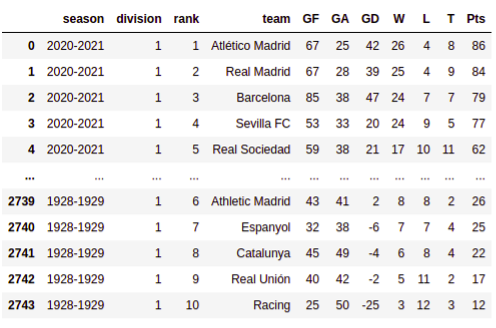 season division rank team GF GA GD W L T Pts
0 2020-2021 1 1 Atlético Madrid 67 25 42 26 4 8 86
1 2020-2021 1 2 Real Madrid 67 28 39 25 4 9 84
2 2020-2021 1 3 Barcelona 85 38 47 24 7 7 79
3 2020-2021 1 4 Sevilla FC 53 33 20 24 9 5 77
4 2020-2021 1 5 Real Sociedad 59 38 21 17 10 11 62
... ... ... ... ... ... ... ... ... ... ... ...
2739 1928-1929 1 6 Athletic Madrid 43 41 2 8 8 2 26
2740 1928-1929 1 7 Espanyol 32 38 -6 7 7 4 25
2741 1928-1929 1 8 Catalunya 45 49 -4 6 8 4 22
2742 1928-1929 1 9 Real Unión 40 42 -2 5 11 2 17
2743 1928-1929 1 10 Racing 25 50 -25 3 12 3 12